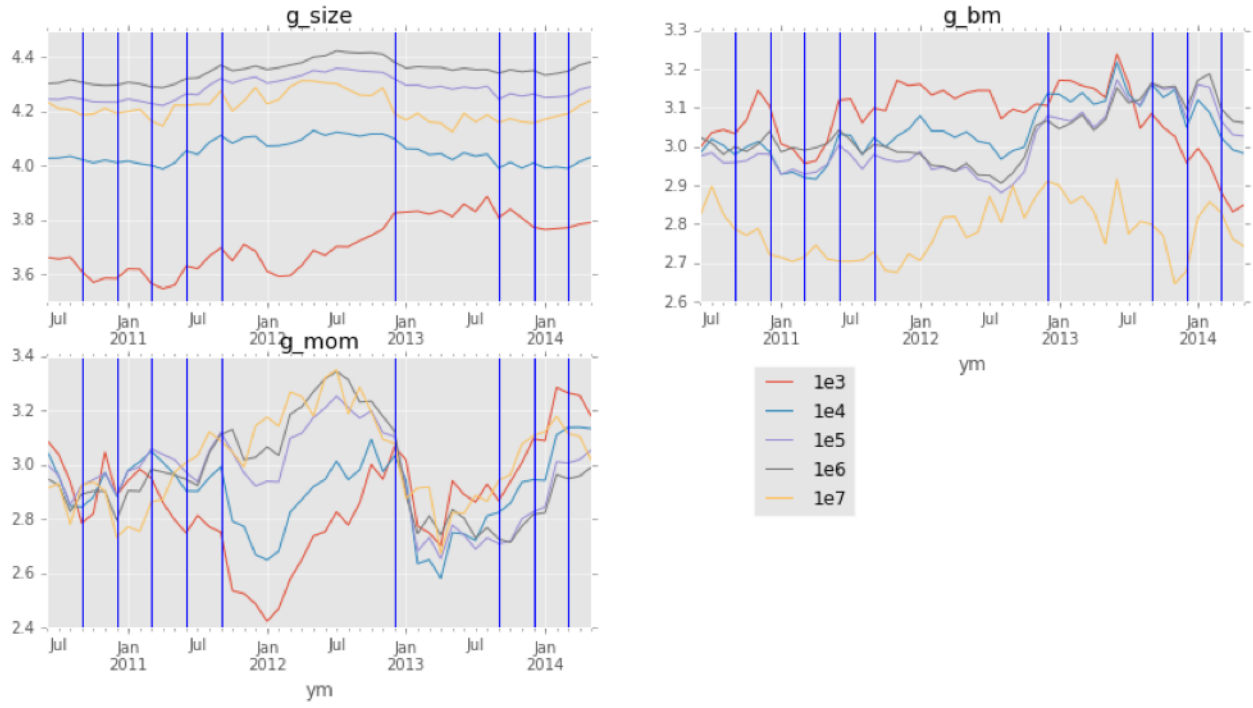 g_size
4.4
4.2
4.0
3.8
3.6
Jul Jan Jul Jan Jul Jan Jul Jan
2011 2012 2013 2014
g_bm
3.3
3.2
3.1
3.0
2.9
2.8
2.7
2.6
Jul Jan Jul Jan Jul Jan Jul Jan
2011 2012 2013 2014
ym
g_mom
3.4
3.2
3.0
2.8
2.6
2.4
Jul Jan Jul Jan Jul Jan Jul Jan
2011 2012 2013 2014
ym
1e3
1e4
1e5
1e6
1e7